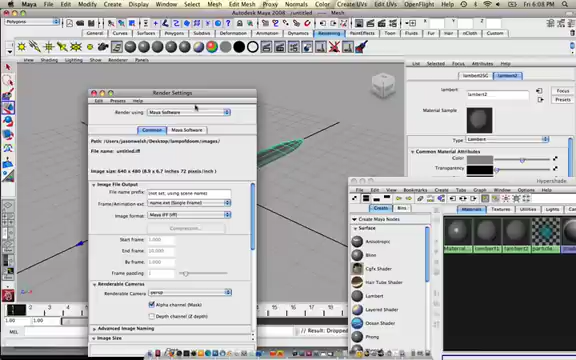 Maya File Edit Modify Create Display Window Select Mesh Edit Mesh Proxy Normals Color Create UVs Edit UVs OpenFlight Help Fri 6:08 PM
Autodesk Maya 2008
Polygons
General Curves Surfaces Polygons Subdivs Deformation Animation Dynamics Rendering PaintEffects Toon Fluids Fur Hair Custom
View Shading Lighting Show Renderer Panels
List Selected Focus Attributes Show Help
lambert2SG lambert2
lambert: lambert2
Focus
Presets
Material Sample
Type Lambert
Common Material Attributes
Color
Transparency
Render Settings
Edit Presets Help
Render using: Maya Software
Common Maya Software
Path: /Users/jasonwelsh/Desktop/lampofdoom/images/
File name: untitled.iff
Image size: 640 x 480 (8.9 x 6.7 inches 72 pixels/inch)
Image File Output
File name prefix: (not set; using scene name)
Frame/Animation ext: name.ext (Single Frame)
Image format: Maya IFF (iff)
Compression...
Start frame: 1.000
End frame: 10.000
By frame: 1.000
Frame padding: 1
Renderable Cameras
Renderable Camera persp
Alpha channel (Mask)
Depth channel (Z depth)
Advanced Image Naming
Image Size
Close
Hypershade
File Edit View Bookmarks Create Tabs Graph Window Options Help
Create Bins
Create Maya Nodes
Surface
Anisotropic
Blinn
Cgfx Shader
Hair Tube Shader
Lambert
Layered Shader
Ocean Shader
Phong
Materials Textures Utilities Lights
Material... lambert1 lambert2 particle...
MEL
Result: Dropped